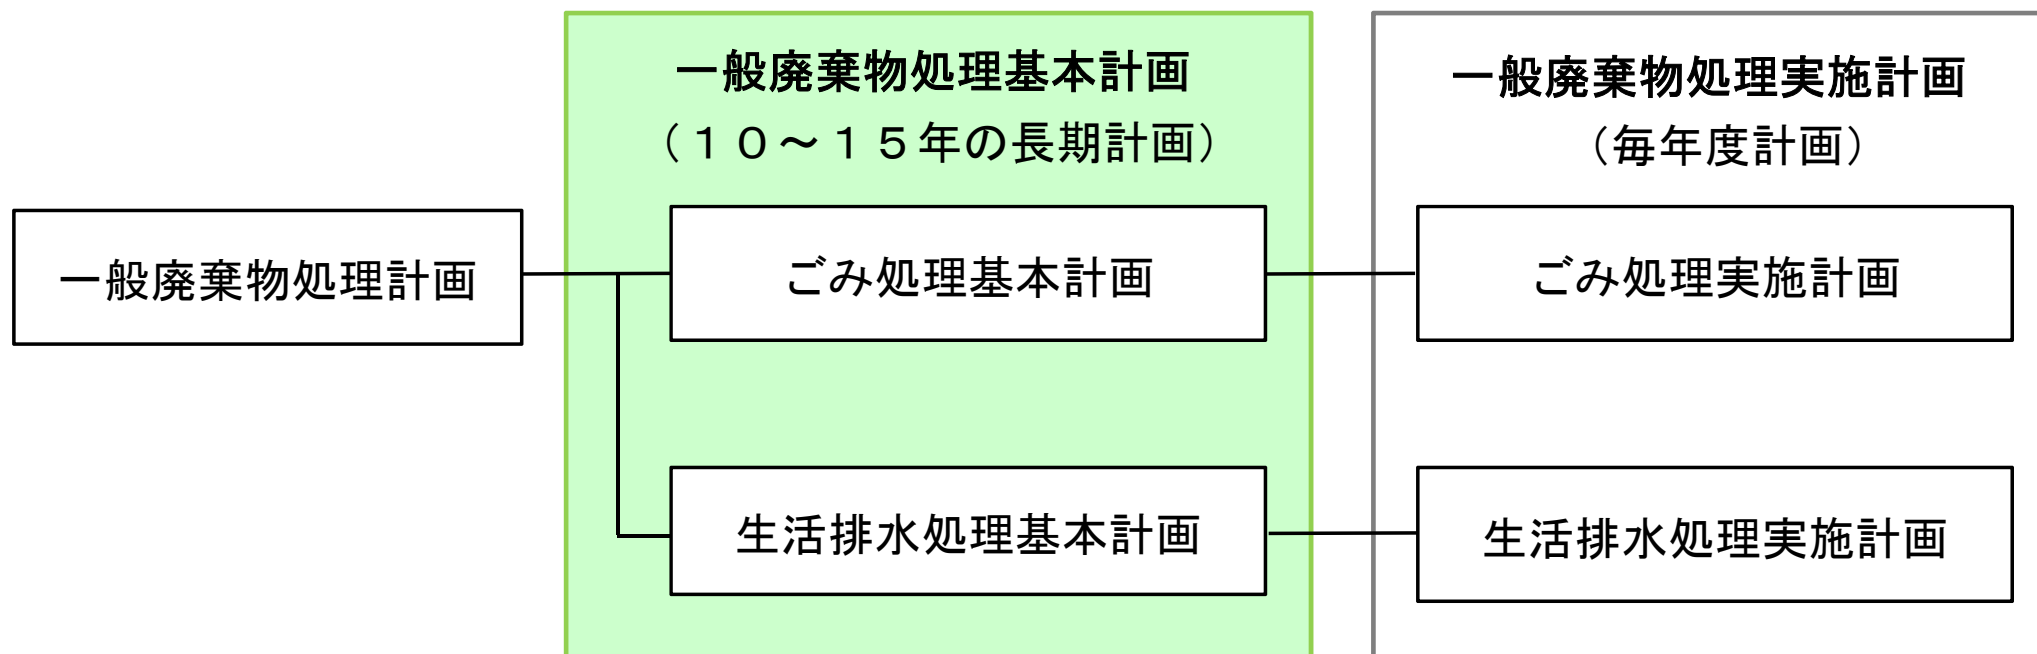 一般廃棄物処理計画
一般廃棄物処理基本計画
（１０～１５年の長期計画）
ごみ処理基本計画
生活排水処理基本計画
一般廃棄物処理実施計画
（毎年度計画）
ごみ処理実施計画
生活排水処理実施計画